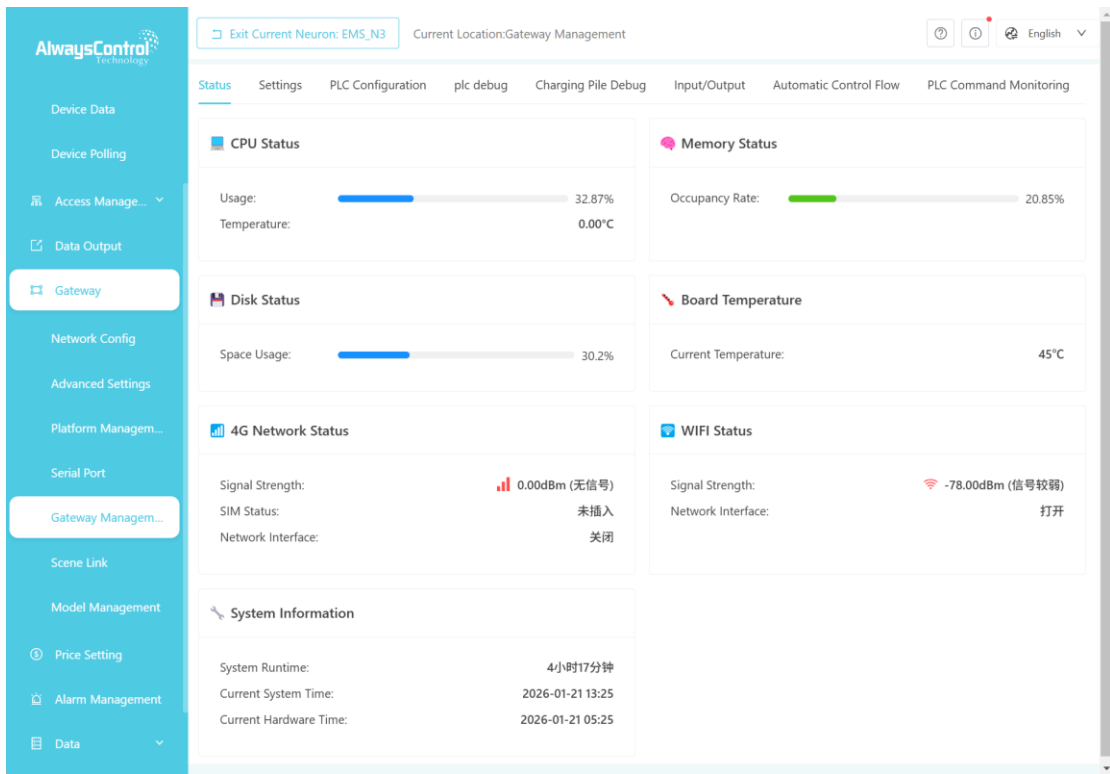 AlwaysControl
Technology
Device Data
Device Polling
Access Manage...
Data Output
Gateway
Network Config
Advanced Settings
Platform Managem...
Serial Port
Gateway Managem...
Scene Link
Model Management
Price Setting
Alarm Management
Data
Exit Current Neuron: EMS_N3 Current Location:Gateway Management English
Status Settings PLC Configuration plc debug Charging Pile Debug Input/Output Automatic Control Flow PLC Command Monitoring
CPU Status
Usage: 32.87%
Temperature: 0.00°C
Memory Status
Occupancy Rate: 20.85%
Disk Status
Space Usage: 30.2%
Board Temperature
Current Temperature: 45°C
4G Network Status
Signal Strength: 0.00dBm (无信号)
SIM Status: 未插入
Network Interface: 关闭
WIFI Status
Signal Strength: -78.00dBm (信号较弱)
Network Interface: 打开
System Information
System Runtime: 4小时17分钟
Current System Time: 2026-01-21 13:25
Current Hardware Time: 2026-01-21 05:25